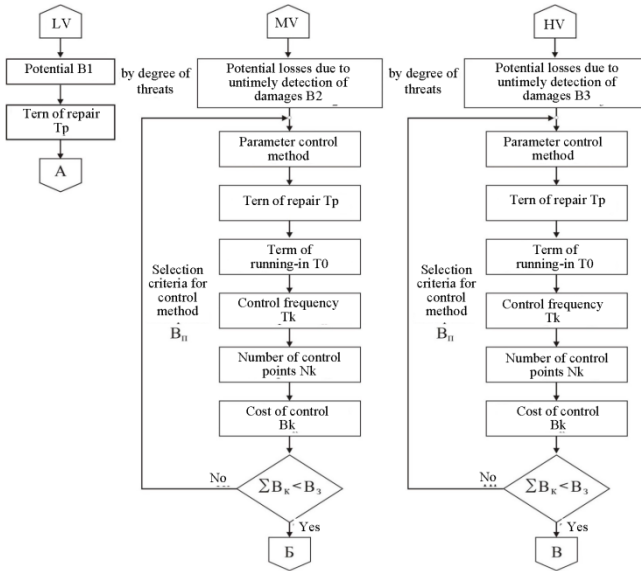 LV
Potential B1
Tern of repair
Tp
A
MV
by degree of
threats
Potential losses due to
untimely detection of
damages B2
Parameter control
method
Tern of repair Tp
Term of
running-in T0
Selection
criteria for
control
method
Вп
Control frequency
Tk
Number of control
points Nk
Cost of control
Bk
No
∑Вк<Вз
Yes
Б
HV
by degree of
threats
Potential losses due to
untimely detection of
damages B3
Parameter control
method
Tern of repair Tp
Term of
running-in T0
Selection
criteria for
control
method
Вп
Control frequency
Tk
Number of control
points Nk
Cost of control
Bk
No
∑Вк<Вз
Yes
В